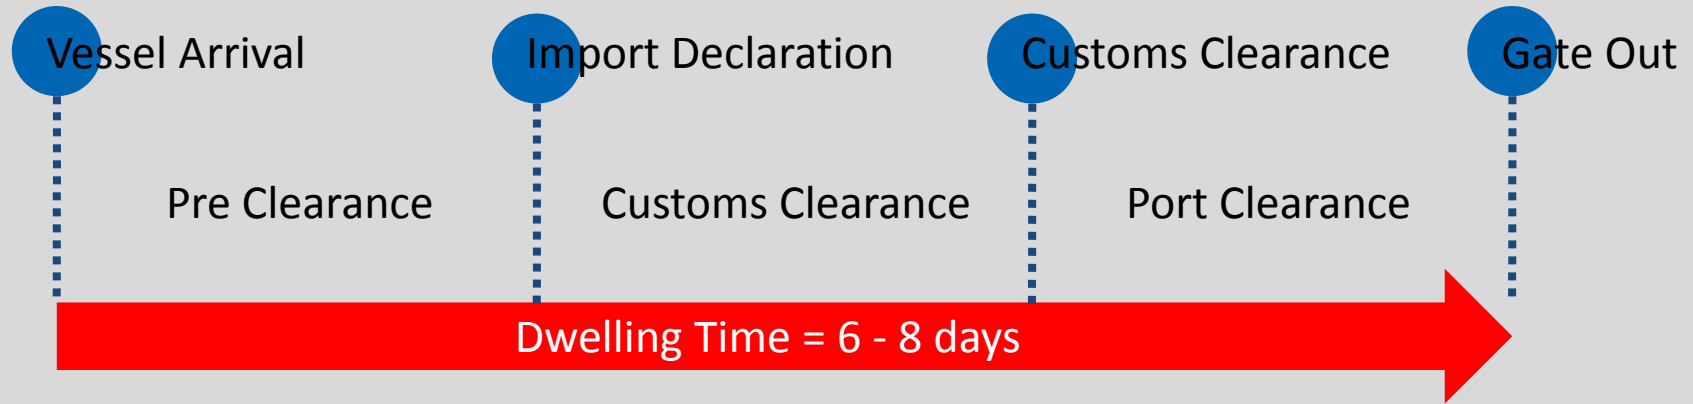 Vessel Arrival
Import Declaration
Customs Clearance
Gate Out
Pre Clearance
Customs Clearance
Port Clearance
Dwelling Time = 6 - 8 days